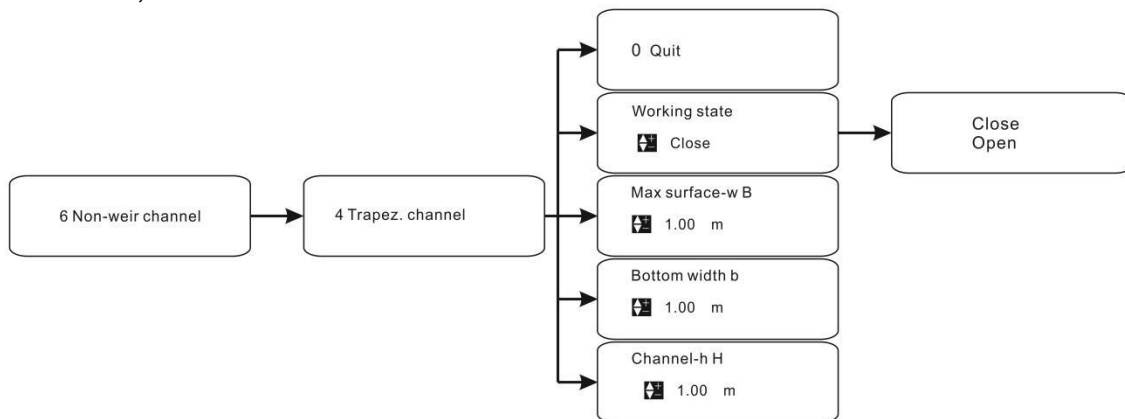 6 Non-weir channel
4 Trapez. channel
0 Quit
Working state
Close
Close
Open
Max surface-w B
1.00 m
Bottom width b
1.00 m
Channel-h H
1.00 m